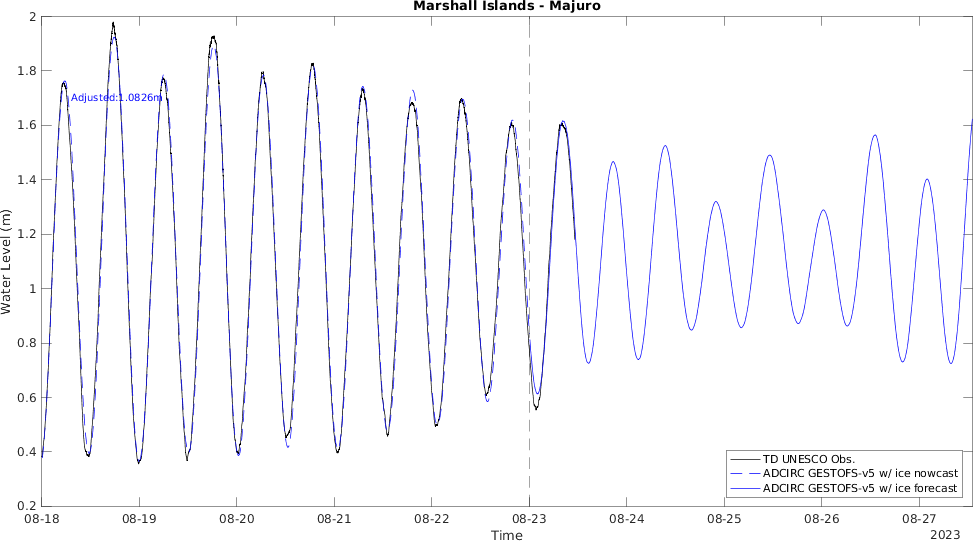 Marshall Islands - Majuro
2
1.8
1.6
1.4
1.2
1
0.8
0.6
0.4
0.2
Water Level (m)
Adjusted:1.0826m
TD UNESCO Obs.
ADCIRC GESTOFS-v5 w/ ice nowcast
ADCIRC GESTOFS-v5 w/ ice forecast
08-18 08-19 08-20 08-21 08-22 08-23 08-24 08-25 08-26 08-27
Time
2023